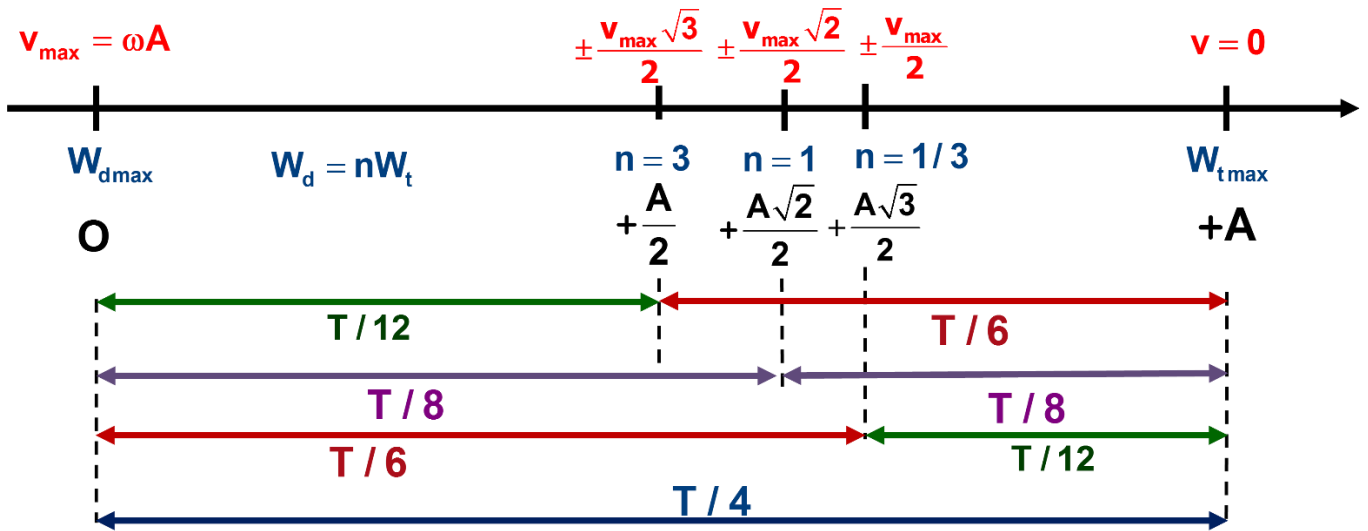 v_max = ωA ± v_max√3/2 ± v_max√2/2 ± v_max/2 v = 0
W_dmax W_d = nW_t n = 3 n = 1 n = 1/3 W_tmax
O +A/2 +A√2/2 +A√3/2 +A
T / 12 T / 6
T / 8 T / 8
T / 6 T / 12
T / 4